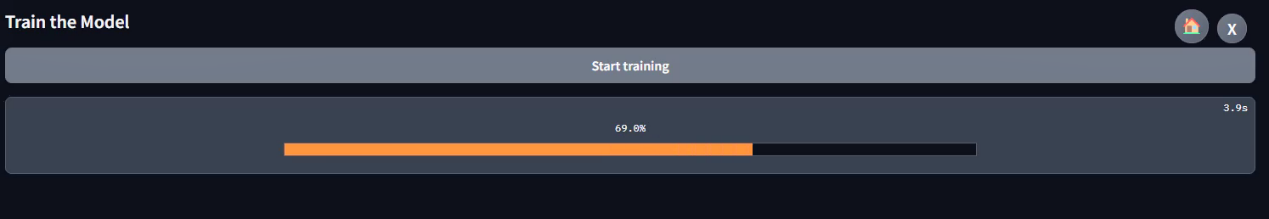 Train the Model
X
Start training
3.9s
69.0%